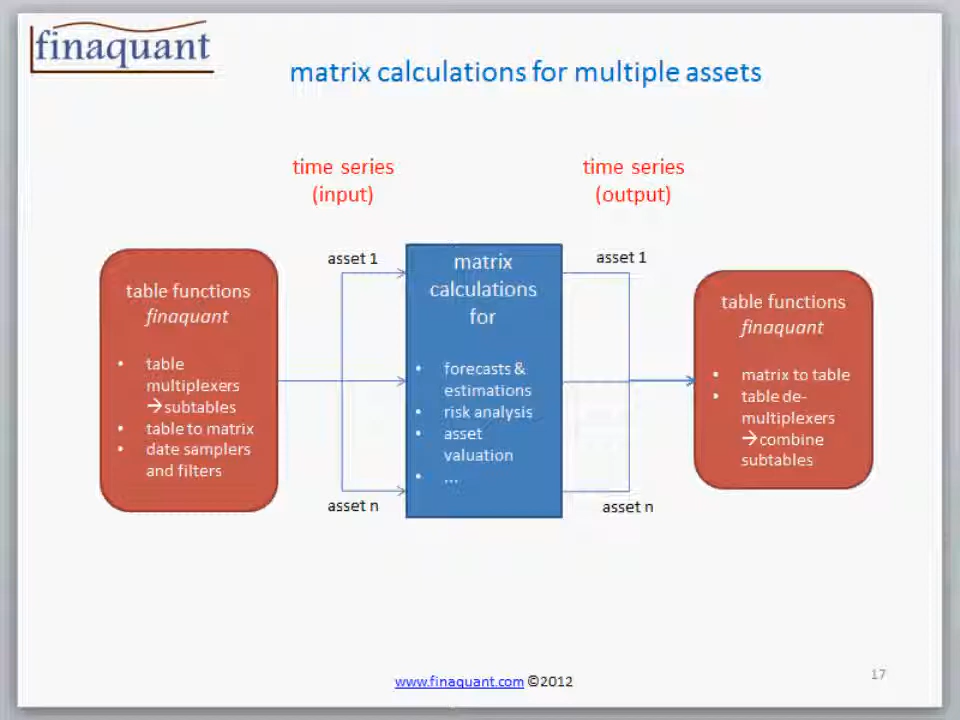 finaquant
matrix calculations for multiple assets
time series
(input)
time series
(output)
table functions
finaquant
• table
multiplexers
→subtables
• table to matrix
• date samplers
and filters
asset 1
asset n
matrix
calculations
for
• forecasts &
estimations
• risk analysis
• asset
valuation
• ...
asset 1
asset n
table functions
finaquant
• matrix to table
• table de-
multiplexers
→combine
subtables
www.finaquant.com ©2012
17